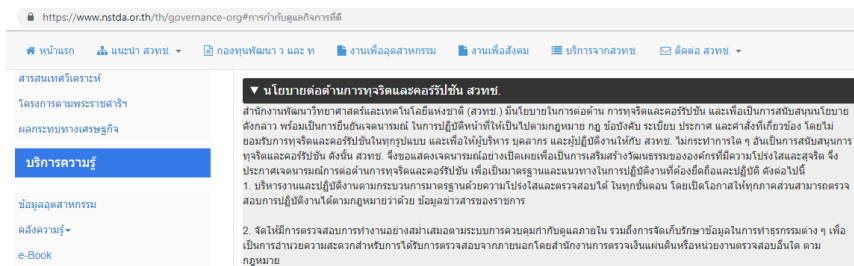 https://www.nstda.or.th/th/governance-org#การกำกับดูแลกิจการที่ดี
หน้าแรก แนะนำ สวทช. กองทุนพัฒนา ว และ ท งานเพื่ออุตสาหกรรม งานเพื่อสังคม บริการจากสวทช. ติดต่อ สวทช.
สารสนเทศวิเคราะห์
โครงการตามพระราชดำริฯ
ผลกระทบทางเศรษฐกิจ
บริการความรู้
ข้อมูลอุตสาหกรรม
คลังความรู้
e-Book
▼ นโยบายต่อต้านการทุจริตและคอร์รัปชัน สวทช.
สำนักงานพัฒนาวิทยาศาสตร์และเทคโนโลยีแห่งชาติ (สวทช.) มีนโยบายในการต่อต้าน การทุจริตและคอร์รัปชัน และเพื่อเป็นการสนับสนุนนโยบาย
ดังกล่าว พร้อมเป็นการยืนยันเจตนารมณ์ ในการปฏิบัติหน้าที่ให้เป็นไปตามกฎหมาย กฎ ข้อบังคับ ระเบียบ ประกาศ และคำสั่งที่เกี่ยวข้อง โดยไม่
ยอมรับการทุจริตและคอร์รัปชันในทุกรูปแบบ และเพื่อให้ผู้บริหาร บุคลากร และผู้ปฏิบัติงานให้กับ สวทช. ไม่กระทำการใด ๆ อันเป็นการสนับสนุนการ
ทุจริตและคอร์รัปชัน ดังนั้น สวทช. จึงขอแสดงเจตนารมณ์อย่างเปิดเผยเพื่อเป็นการเสริมสร้างวัฒนธรรมขององค์กรที่มีความโปร่งใสและสุจริต จึง
ประกาศเจตนารมณ์การต่อต้านการทุจริตและคอร์รัปชัน เพื่อเป็นมาตรฐานและแนวทางในการปฏิบัติงานที่ต้องยึดถือและปฏิบัติ ดังต่อไปนี้
1. บริหารงานและปฏิบัติงานตามกระบวนการมาตรฐานด้วยความโปร่งใสและตรวจสอบได้ ในทุกขั้นตอน โดยเปิดโอกาสให้ทุกภาคส่วนสามารถตรวจ
สอบการปฏิบัติงานได้ตามกฎหมายว่าด้วย ข้อมูลข่าวสารของราชการ
2. จัดให้มีการตรวจสอบการทำงานอย่างสม่ำเสมอตามระบบการควบคุมกำกับดูแลภายใน รวมถึงการจัดเก็บรักษาข้อมูลในการทำธุรกรรมต่าง ๆ เพื่อ
เป็นการอำนวยความสะดวกสำหรับการได้รับการตรวจสอบจากภายนอกโดยสำนักงานการตรวจเงินแผ่นดินหรือหน่วยงานตรวจสอบอื่นใด ตาม
กฎหมาย